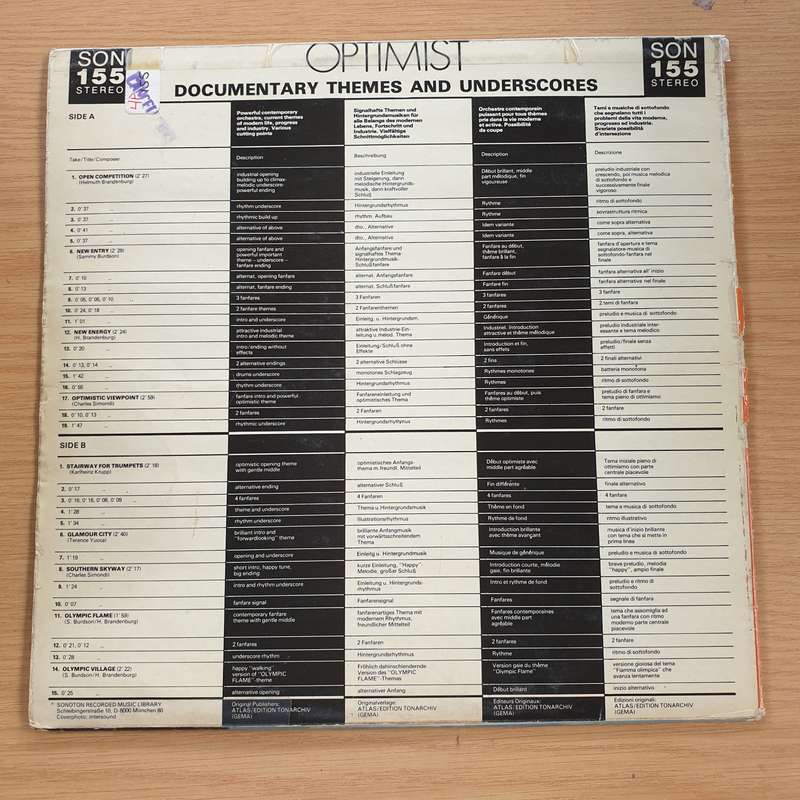 SON 155 STEREO
OPTIMIST
SON 155 STEREO
DOCUMENTARY THEMES AND UNDERSCORES
SIDE A
Powerful contemporary orchestra, current themes of modern life, progress and industry. Various cutting points
Signalhafte Themen und Hintergrundmusiken für alle Belange des modernen Lebens, Fortschritt und Industrie. Vielfältige Schnittmöglichkeiten
Orchestre contemporain puissant pour tous thèmes pris dans la vie moderne et active. Possibilité de coupe
Temi e musiche di sottofondo che segnalano tutti i problemi della vita moderna, progresso ed industria. Svariate possibilità d'intersezione
Take/Title/Composer Description Beschreibung Description Descrizione
1. OPEN COMPETITION (2'27) (Helmuth Brandenburg) industrial opening building up to climax- melodic underscore powerful ending industrielle Einleitung mit Steigerung, dann melodische Hintergrundsmusik, dann kraftvoller Schluß Début brillant, middle part mélodique, fin vigoureuse preludio industriale con crescendo, poi musica melodica di sottofondo e successivamente finale vigoroso
2. 0'37 rhythm underscore Hintergrundrhythmus Rythme ritmo di sottofondo
3. 0'37 rhythmic build up rhythm. Aufbau Rythme sovrastruttura ritmica
4. 0'41 alternative of above dto., Alternative Idem variante come sopra alternativa
5. 0'37 alternative of above dto., Alternative Idem variante come sopra, alternativa
6. NEW ENTRY (2'28) (Sammy Burdson) opening fanfare and powerful important theme – underscore – fanfare ending Anfangsfanfare und signalhaftes Thema- Hintergrundmusik- Schlußfanfare Fanfare au début, thème brillant, fanfare à la fin fanfara d'apertura e tema segnalatore-musica di sottofondo-fanfara nel finale
7. 0'10 alternat. opening fanfare alternat. Anfangsfanfare Fanfare début fanfara alternativa all' inizio
8. 0'13 alternat. fanfare ending alternat. Schlußfanfare Fanfare fin fanfara alternativa nel finale
9. 0'05, 0'06, 0'10 3 fanfares 3 Fanfaren 3 fanfares 3 fanfare
10. 0'24, 0'18 2 fanfare themes 2 Fanfarenthemen 2 fanfares 2 temi di fanfara
11. 1'01 intro and underscore Einleitg. u. Hintergrundsm. Générique preludio e musica di sottofondo
12. NEW ENERGY (2'24) (H. Brandenburg) attractive industrial intro and melodic theme attraktive Industrie-Einleitung u. melod. Thema Industriel. Introduction attractive et thème mélodique preludio industriale interessante e tema melodico
13. 0'20 intro/ending without effects Einleitung/Schluß ohne Effekte Introduction et fin, sans effets preludio/finale senza effetti
14. 0'13, 0'14 2 alternative endings 2 alternative Schlüsse 2 fins 2 finali alternativi
15. 1'42 drums underscore monotones Schlagzeug Rythmes monotones batteria monotona
16. 0'56 rhythm underscore Hintergrundrhythmus Rythmes ritmo di sottofondo
17. OPTIMISTIC VIEWPOINT (2'59) (Charles Simondi) fanfare intro and powerful optimistic theme Fanfareneinleitung und optimistisches Thema Fanfares au début, puis thème optimiste preludio di fanfara e tema pieno di ottimismo
18. 0'10, 0'13 2 fanfares 2 Fanfaren 2 fanfares 2 fanfare
19. 1'47 rhythmic underscore Hintergrundrhythmus Rythmes ritmo di sottofondo
SIDE B
1. STAIRWAY FOR TRUMPETS (2'18) (Karlheinz Krupp) optimistic opening theme with gentle middle optimistisches Anfangsthema m. freundl. Mittelteil Début optimiste avec middle part agréable Tema iniziale pieno di ottimismo con parte centrale piacevole
2. 0'17 alternative ending alternativer Schluß Fin différente finale alternativo
3. 0'16, 0'16, 0'08, 0'09 4 fanfares 4 Fanfaren 4 fanfares 4 fanfare
4. 1'28 theme and underscore Thema u Hintergrundmusik Thème en fond tema e musica di sottofondo
5. 1'34 rhythm underscore Illustrationsrhythmus Rythme de fond ritmo illustrativo
6. GLAMOUR CITY (2'40) (Terence Yuosa) brilliant intro and "forwardlooking" theme brillante Anfangmusik mit vorwärtsschreitendem Thema Introduction brillante avec thème avançant musica d'inizio brillante con tema che si mette in prima linea
7. 1'19 opening and underscore Einleitg u. Hintergrundmusik Musique de générique preludio e musica di sottofondo
8. SOUTHERN SKYWAY (2'17) (Charles Simondi) short intro, happy tune, big ending kurze Einleitung, "Happy" Melodie, großer Schluß Introduction courte, mélodie gaie, fin brillante breve preludio, melodia "happy", ampio finale
9. 1'24 intro and rhythm underscore Einleitung u. Hintergrundsrhythmus Intro et rythme de fond preludio e ritmo di sottofondo
10. 0'07 fanfare signal Fanfarensignal Fanfares segnale di fanfara
11. OLYMPIC FLAME (1'59) (S. Burdson/H. Brandenburg) contemporary fanfare theme with gentle middle fanfarenartiges Thema mit modernem Rhythmus, freundlicher Mittelteil Fanfares contemporaines avec middle part agréable tema che assomiglia ad una fanfara con ritmo moderno parte centrale piacevole
12. 0'21, 0'12 2 fanfares 2 Fanfaren 2 fanfares 2 fanfare
13. 0'28 underscore rhythm Hintergrundrhythmus Rythme ritmo di sottofondo
14. OLYMPIC VILLAGE (2'22) (S. Burdson/H. Brandenburg) happy "walking" version of "OLYMPIC FLAME"-theme Fröhlich dahinschlendernde Version des "OLYMPIC FLAME"-Themas Version gaie du thème "Olympic Flame" versione gioiosa del tema "Fiamma olimpica" che avanza lentamente
15. 0'25 alternative opening alternativer Anfang Début brillant inizio alternativo
SONOTON RECORDED MUSIC LIBRARY
Schleibingerstraße 10, D-8000 München 80
Coverphoto: intersound
Original Publishers: ATLAS/EDITION TONARCHIV (GEMA)
Originalverlage: ATLAS/EDITION TONARCHIV (GEMA)
Editeurs Originaux: ATLAS/EDITION TONARCHIV (GEMA)
Edizioni originali: ATLAS/EDITION TONARCHIV (GEMA)